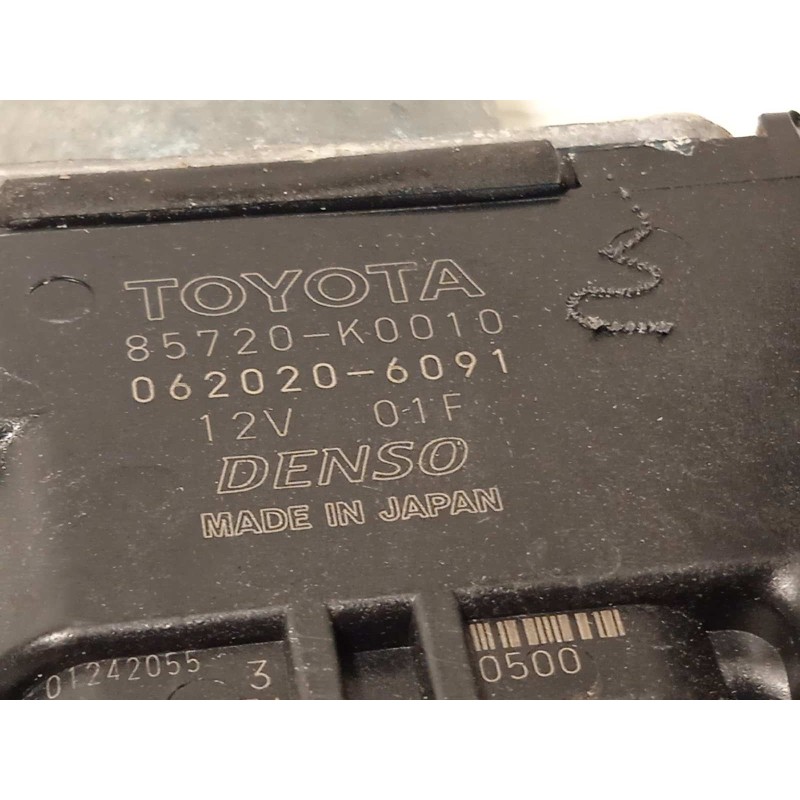 TOYOTA
85720-K0010
062020-6091
12V 01F
DENSO
MADE IN JAPAN
01242055 3
0500